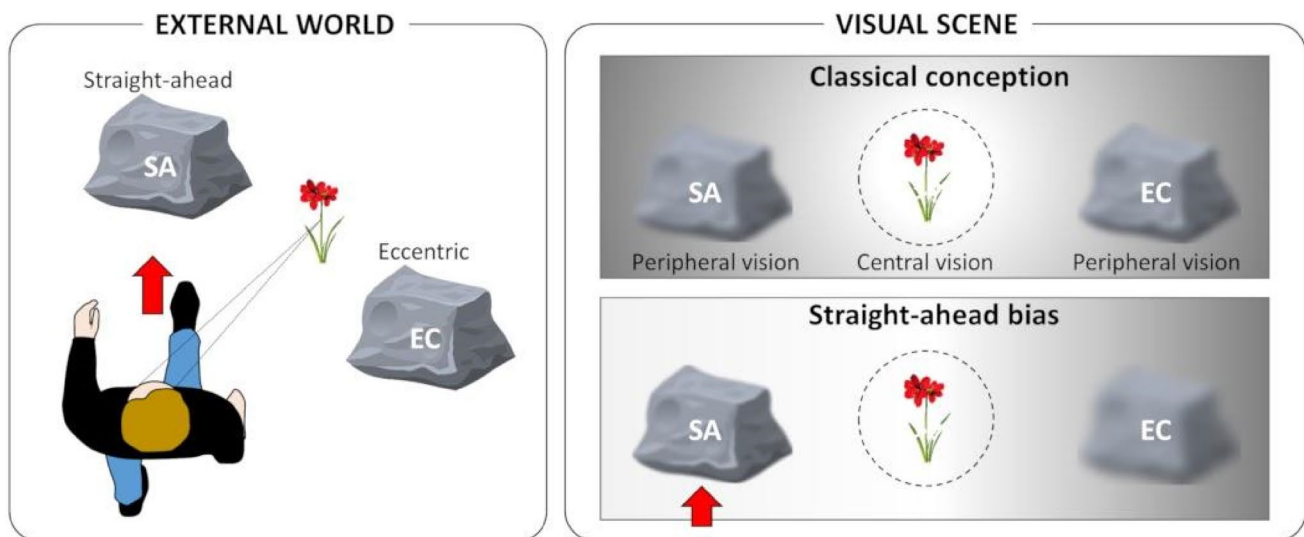 EXTERNAL WORLD
Straight-ahead
SA
Eccentric
EC
VISUAL SCENE
Classical conception
SA
EC
Peripheral vision
Central vision
Peripheral vision
Straight-ahead bias
SA
EC